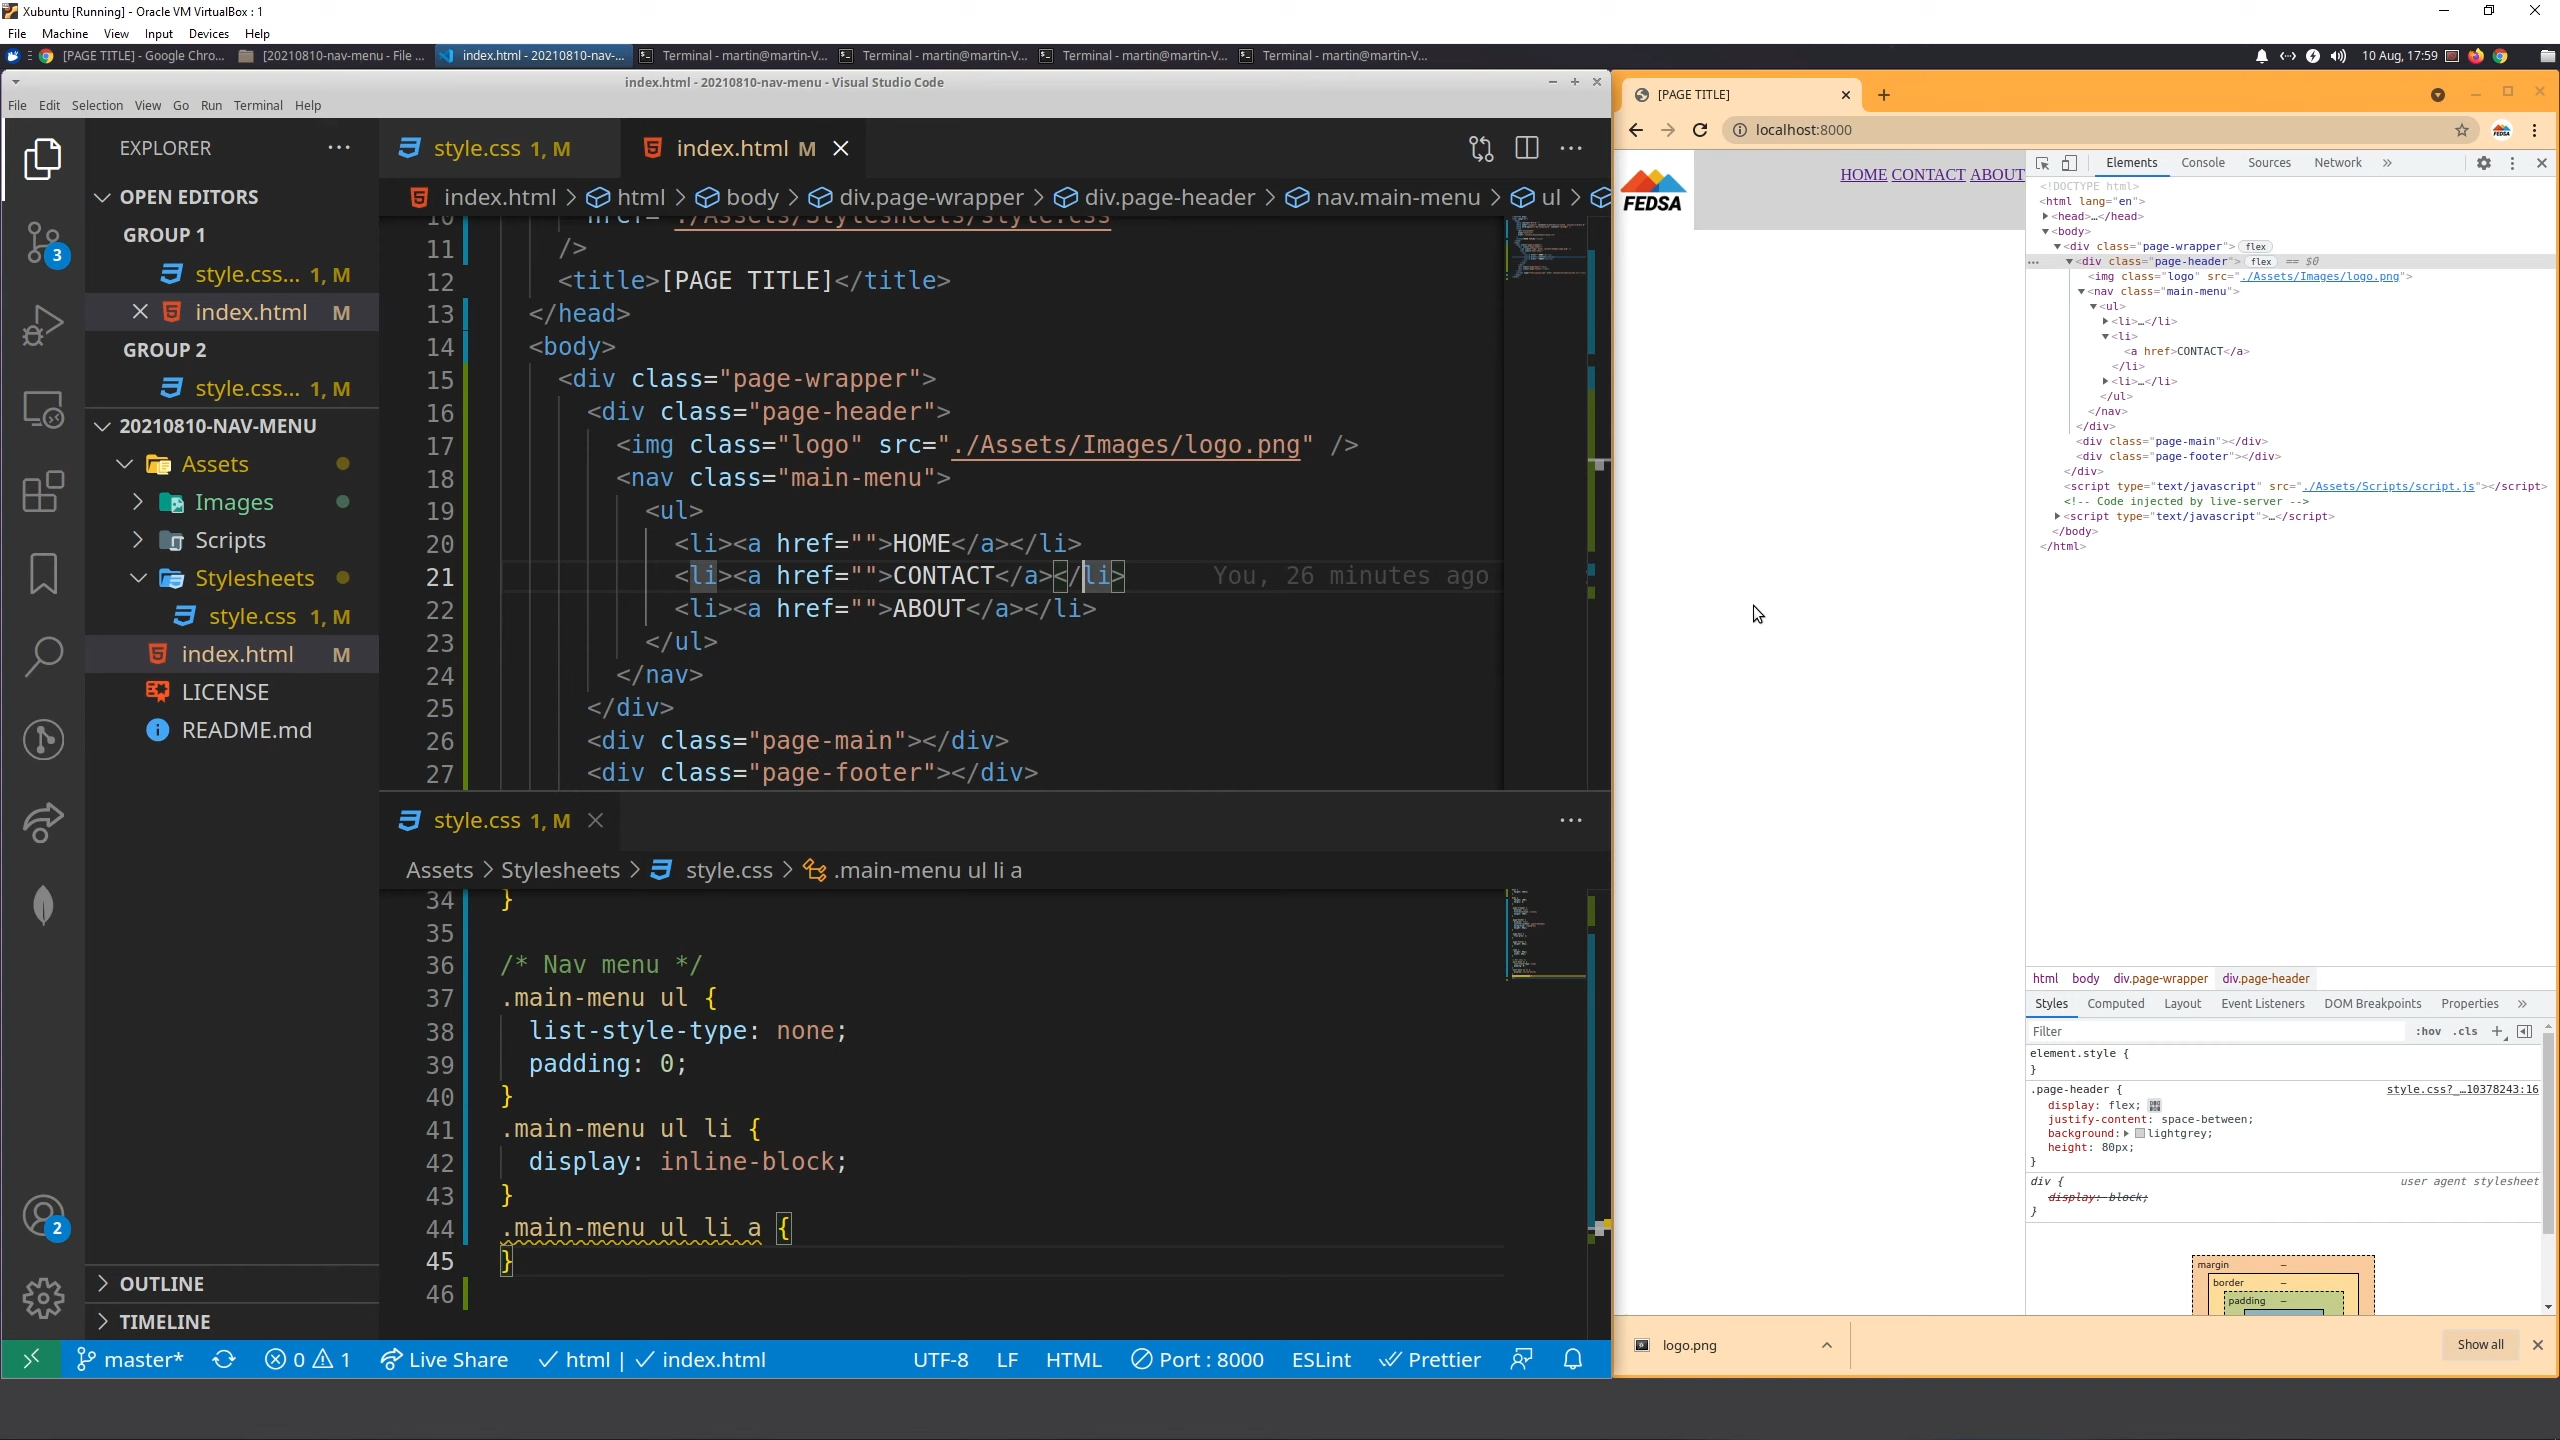 Xubuntu [Running] - Oracle VM VirtualBox : 1
File Machine View Input Devices Help
[PAGE TITLE] - Google Chro... [20210810-nav-menu - File ... index.html - 20210810-nav-... Terminal - martin@martin-V... Terminal - martin@martin-V... Terminal - martin@martin-V... Terminal - martin@martin-V... 10 Aug, 17:59
index.html - 20210810-nav-menu - Visual Studio Code
File Edit Selection View Go Run Terminal Help
EXPLORER
OPEN EDITORS
GROUP 1
style.css... 1, M
index.html M
GROUP 2
style.css... 1, M
20210810-NAV-MENU
Assets
Images
Scripts
Stylesheets
style.css 1, M
index.html M
LICENSE
README.md
OUTLINE
TIMELINE
3
2
style.css 1, M index.html M
index.html > html > body > div.page-wrapper > div.page-header > nav.main-menu > ul >
10 href="./Assets/Stylesheets/style.css"
11 />
12 <title>[PAGE TITLE]</title>
13 </head>
14 <body>
15 <div class="page-wrapper">
16 <div class="page-header">
17 <img class="logo" src="./Assets/Images/logo.png" />
18 <nav class="main-menu">
19 <ul>
20 <li><a href="">HOME</a></li>
21 <li><a href="">CONTACT</a></li> You, 26 minutes ago
22 <li><a href="">ABOUT</a></li>
23 </ul>
24 </nav>
25 </div>
26 <div class="page-main"></div>
27 <div class="page-footer"></div>
style.css 1, M
Assets > Stylesheets > style.css > .main-menu ul li a
34 }
35
36 /* Nav menu */
37 .main-menu ul {
38 list-style-type: none;
39 padding: 0;
40 }
41 .main-menu ul li {
42 display: inline-block;
43 }
44 .main-menu ul li a {
45 }
46
master* 0 1 Live Share html | index.html UTF-8 LF HTML Port : 8000 ESLint Prettier
[PAGE TITLE]
localhost:8000
FEDSA
HOME CONTACT ABOUT
Elements Console Sources Network »
<!DOCTYPE html>
<html lang="en">
<head>…</head>
<body>
<div class="page-wrapper"> flex
<div class="page-header"> flex == $0
<img class="logo" src="./Assets/Images/logo.png">
<nav class="main-menu">
<ul>
<li>…</li>
<li>
<a href>CONTACT</a>
</li>
<li>…</li>
</ul>
</nav>
</div>
<div class="page-main"></div>
<div class="page-footer"></div>
</div>
<script type="text/javascript" src="./Assets/Scripts/script.js"></script>
<!-- Code injected by live-server -->
<script type="text/javascript">…</script>
</body>
</html>
html body div.page-wrapper div.page-header
Styles Computed Layout Event Listeners DOM Breakpoints Properties »
Filter :hov .cls +
element.style {
}
.page-header { style.css?_…10378243:16
display: flex;
justify-content: space-between;
background: lightgrey;
height: 80px;
}
div { user agent stylesheet
display: block;
}
margin –
border –
padding –
logo.png Show all